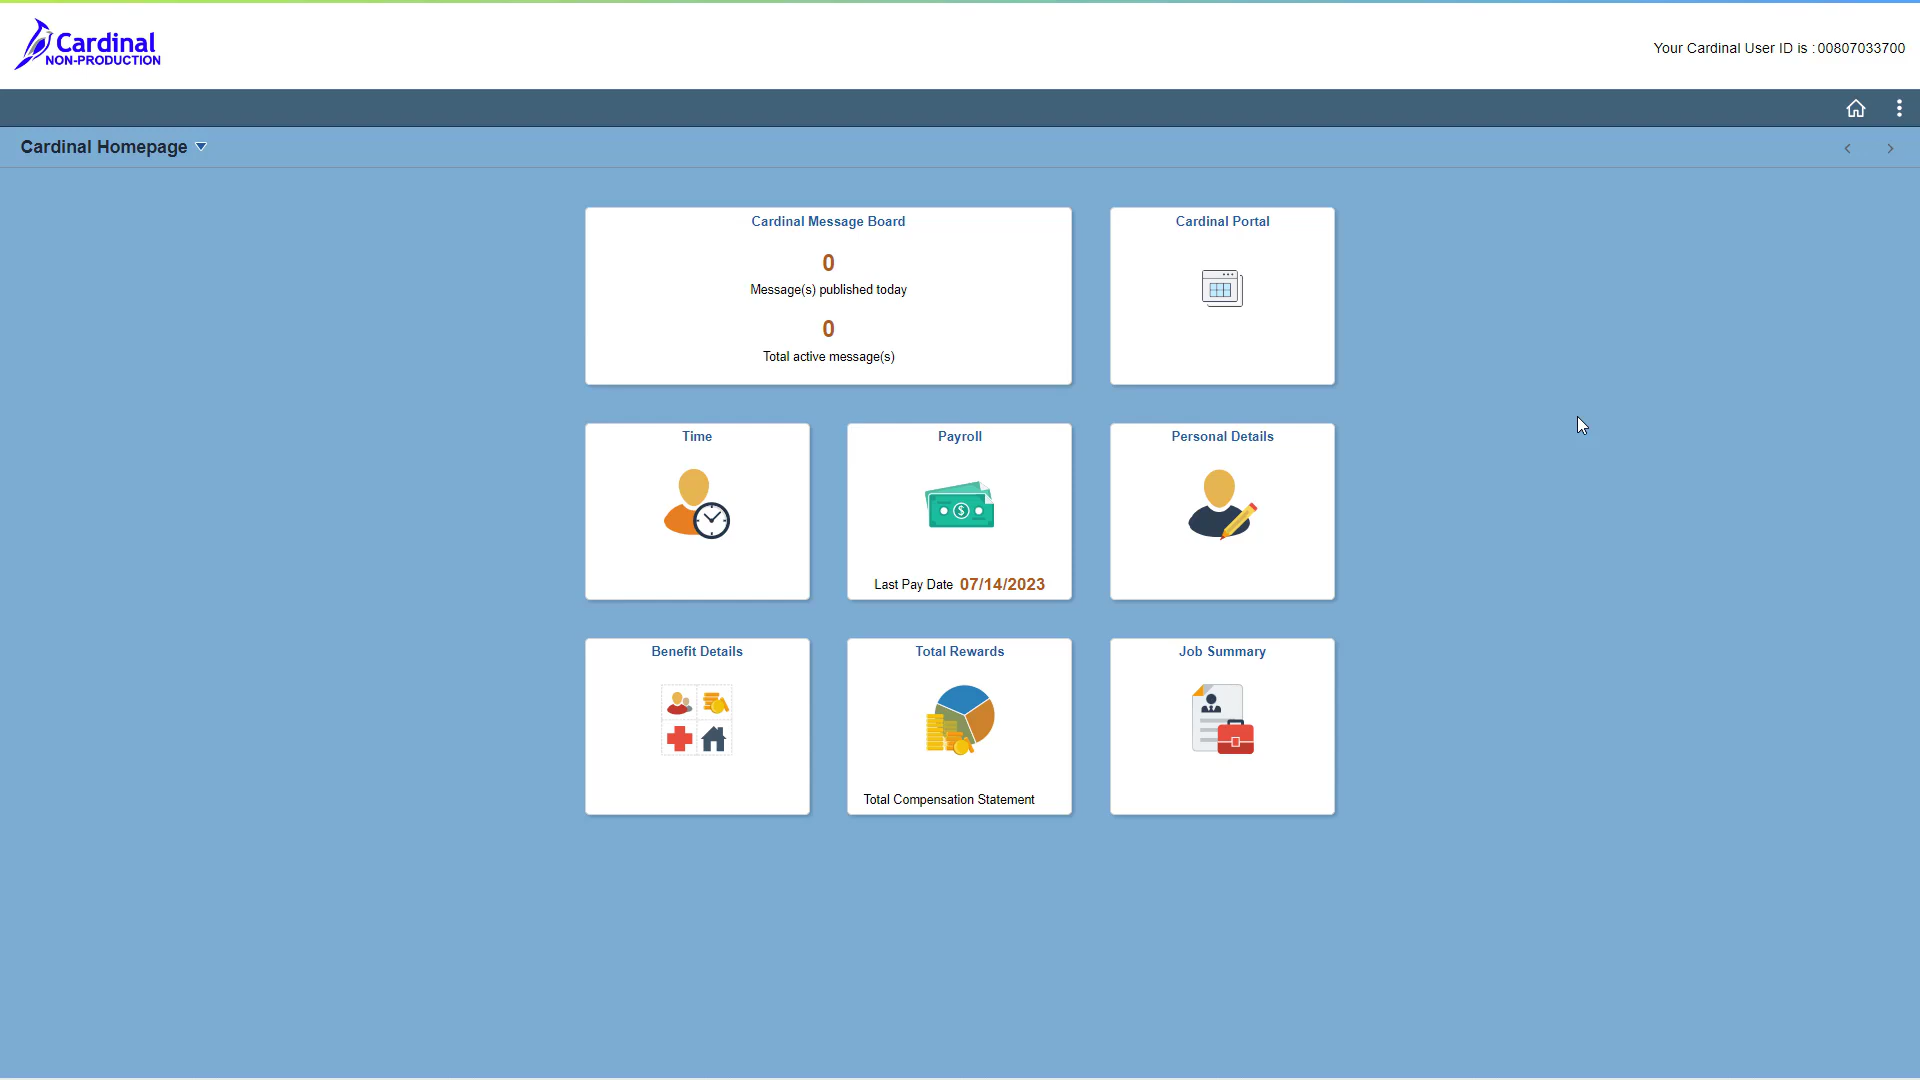 Cardinal
NON-PRODUCTION
Your Cardinal User ID is : 00807033700
Cardinal Homepage
Cardinal Message Board
0
Message(s) published today
0
Total active message(s)
Cardinal Portal
Time
Payroll
Last Pay Date 07/14/2023
Personal Details
Benefit Details
Total Rewards
Total Compensation Statement
Job Summary